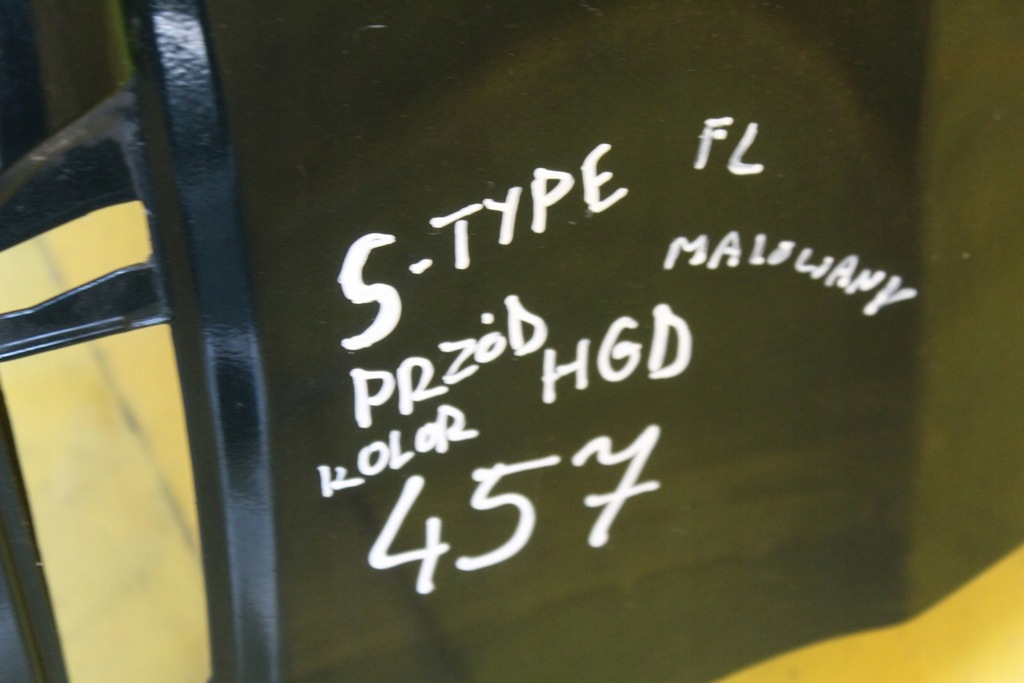 S-TYPE FL
MALOWANY
PRZÓD HGD
KOLOR
457